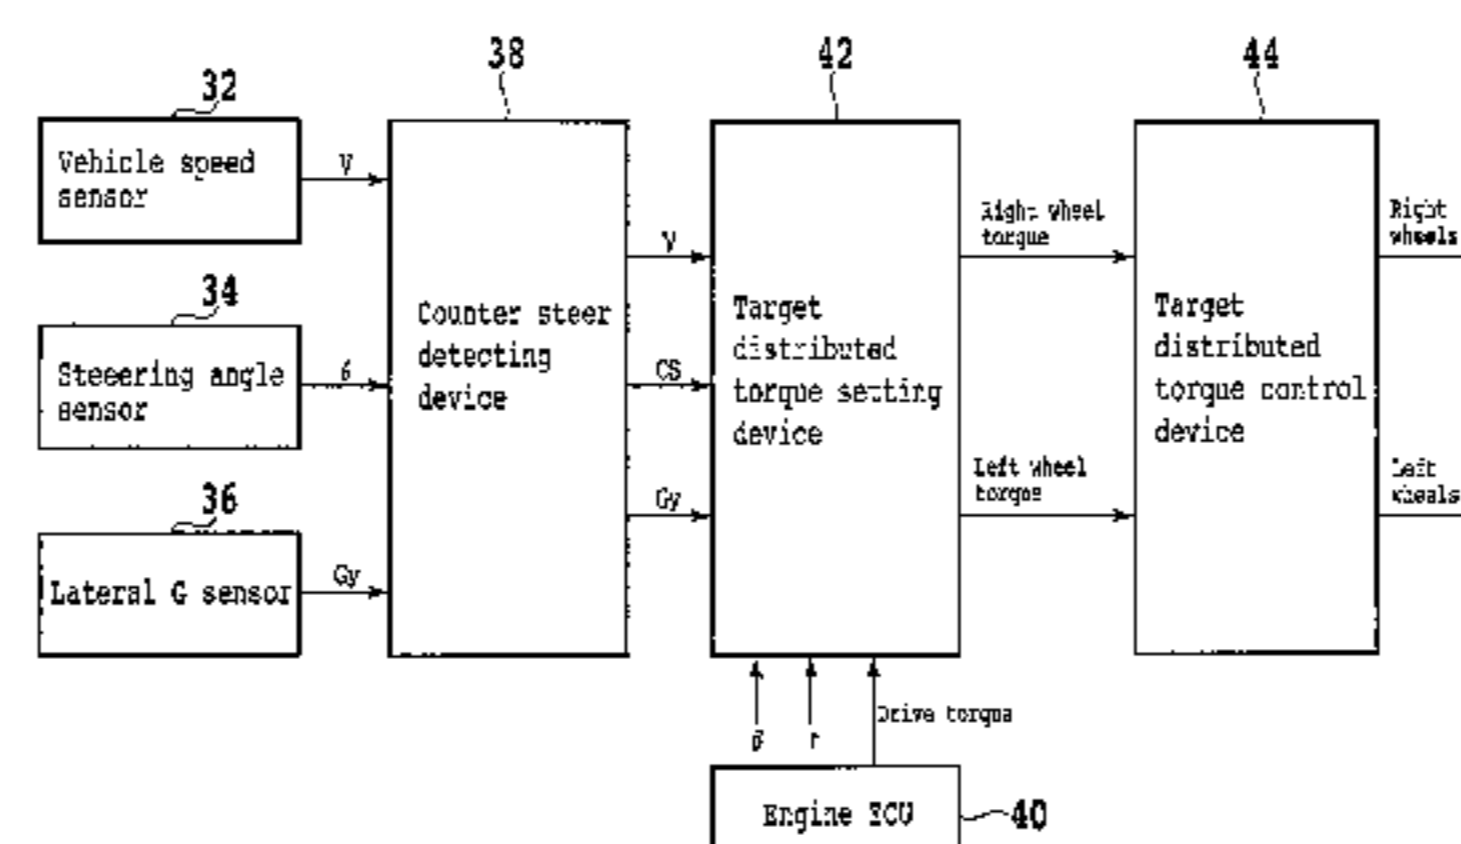 32
Vehicle speed
sensor
V
34
Steeering angle
sensor
36
Lateral G sensor
Gy
38
Counter steer
detecting
device
V
CS
Gy
42
Target
distributed
torque setting
device
Drive torque
Engine ECU
40
Right wheel
torque
Left wheel
torque
44
Target
distributed
torque control
device
Right
wheels
Left
wheels